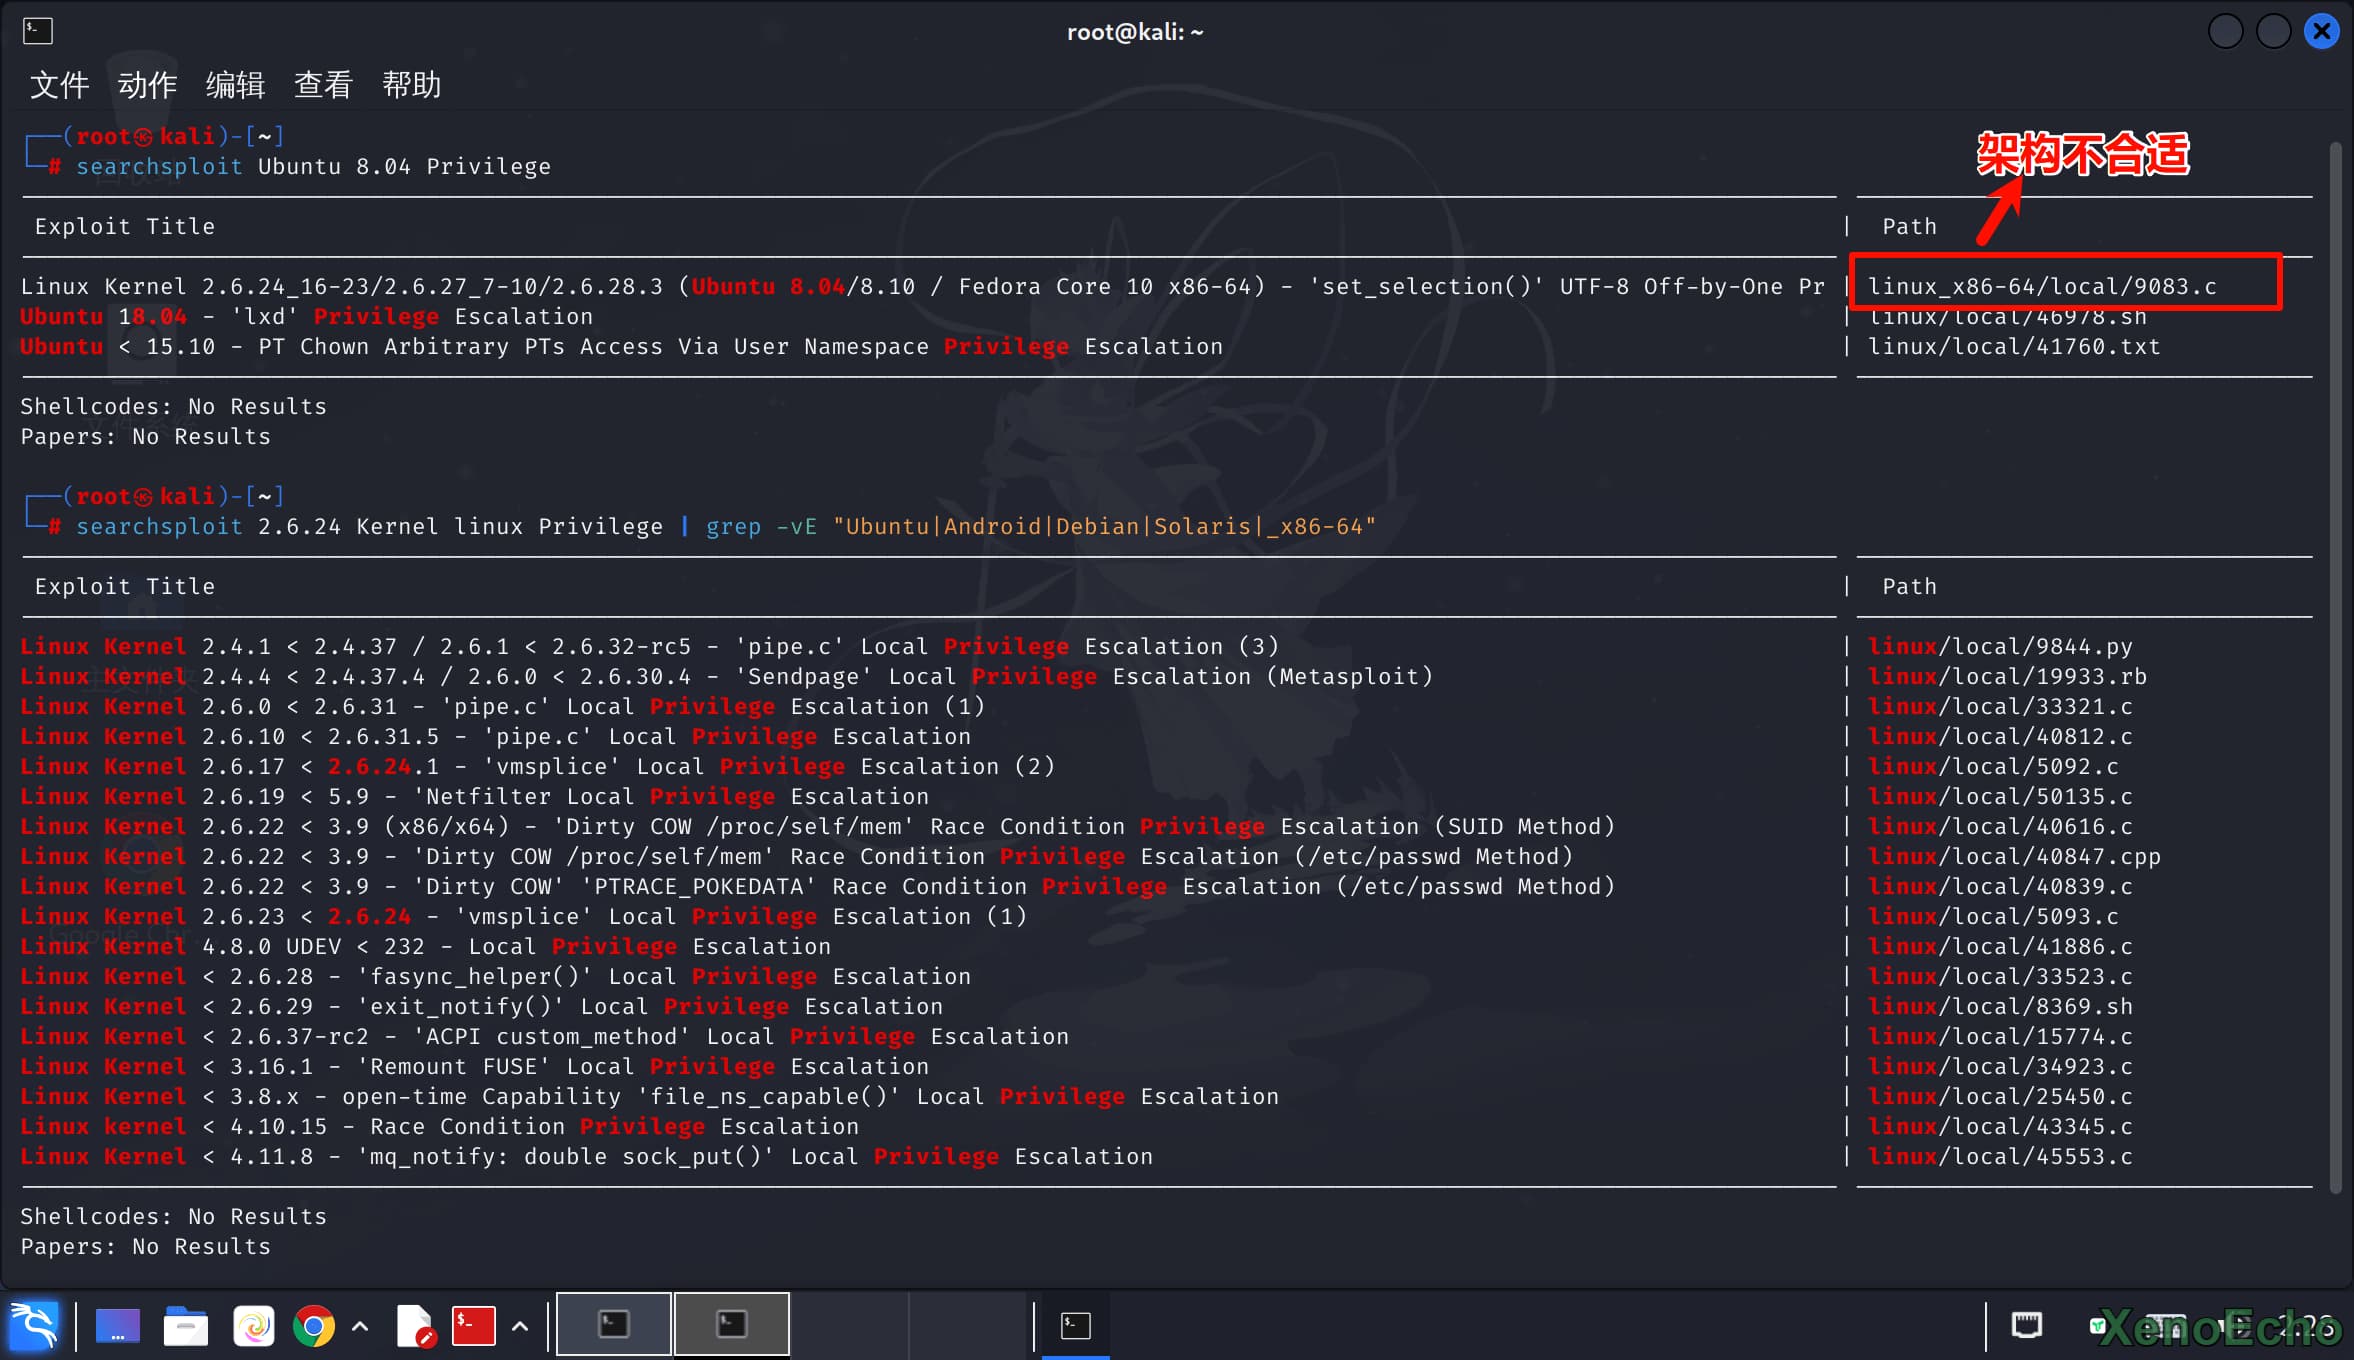 root@kali: ~
文件 动作 编辑 查看 帮助
┌──(root㉿kali)-[~]
└─# searchsploit Ubuntu 8.04 Privilege
架构不合适
Exploit Title | Path
Linux Kernel 2.6.24_16-23/2.6.27_7-10/2.6.28.3 (Ubuntu 8.04/8.10 / Fedora Core 10 x86-64) - 'set_selection()' UTF-8 Off-by-One Pr | linux_x86-64/local/9083.c
Ubuntu 18.04 - 'lxd' Privilege Escalation | linux/local/46978.sh
Ubuntu < 15.10 - PT Chown Arbitrary PTs Access Via User Namespace Privilege Escalation | linux/local/41760.txt
Shellcodes: No Results
Papers: No Results
┌──(root㉿kali)-[~]
└─# searchsploit 2.6.24 Kernel linux Privilege | grep -vE "Ubuntu|Android|Debian|Solaris|_x86-64"
Exploit Title | Path
Linux Kernel 2.4.1 < 2.4.37 / 2.6.1 < 2.6.32-rc5 - 'pipe.c' Local Privilege Escalation (3) | linux/local/9844.py
Linux Kernel 2.4.4 < 2.4.37.4 / 2.6.0 < 2.6.30.4 - 'Sendpage' Local Privilege Escalation (Metasploit) | linux/local/19933.rb
Linux Kernel 2.6.0 < 2.6.31 - 'pipe.c' Local Privilege Escalation (1) | linux/local/33321.c
Linux Kernel 2.6.10 < 2.6.31.5 - 'pipe.c' Local Privilege Escalation | linux/local/40812.c
Linux Kernel 2.6.17 < 2.6.24.1 - 'vmsplice' Local Privilege Escalation (2) | linux/local/5092.c
Linux Kernel 2.6.19 < 5.9 - 'Netfilter Local Privilege Escalation | linux/local/50135.c
Linux Kernel 2.6.22 < 3.9 (x86/x64) - 'Dirty COW /proc/self/mem' Race Condition Privilege Escalation (SUID Method) | linux/local/40616.c
Linux Kernel 2.6.22 < 3.9 - 'Dirty COW /proc/self/mem' Race Condition Privilege Escalation (/etc/passwd Method) | linux/local/40847.cpp
Linux Kernel 2.6.22 < 3.9 - 'Dirty COW' 'PTRACE_POKEDATA' Race Condition Privilege Escalation (/etc/passwd Method) | linux/local/40839.c
Linux Kernel 2.6.23 < 2.6.24 - 'vmsplice' Local Privilege Escalation (1) | linux/local/5093.c
Linux Kernel 4.8.0 UDEV < 232 - Local Privilege Escalation | linux/local/41886.c
Linux Kernel < 2.6.28 - 'fasync_helper()' Local Privilege Escalation | linux/local/33523.c
Linux Kernel < 2.6.29 - 'exit_notify()' Local Privilege Escalation | linux/local/8369.sh
Linux Kernel < 2.6.37-rc2 - 'ACPI custom_method' Local Privilege Escalation | linux/local/15774.c
Linux Kernel < 3.16.1 - 'Remount FUSE' Local Privilege Escalation | linux/local/34923.c
Linux Kernel < 3.8.x - open-time Capability 'file_ns_capable()' Local Privilege Escalation | linux/local/25450.c
Linux kernel < 4.10.15 - Race Condition Privilege Escalation | linux/local/43345.c
Linux Kernel < 4.11.8 - 'mq_notify: double sock_put()' Local Privilege Escalation | linux/local/45553.c
Shellcodes: No Results
Papers: No Results
XenoEcho